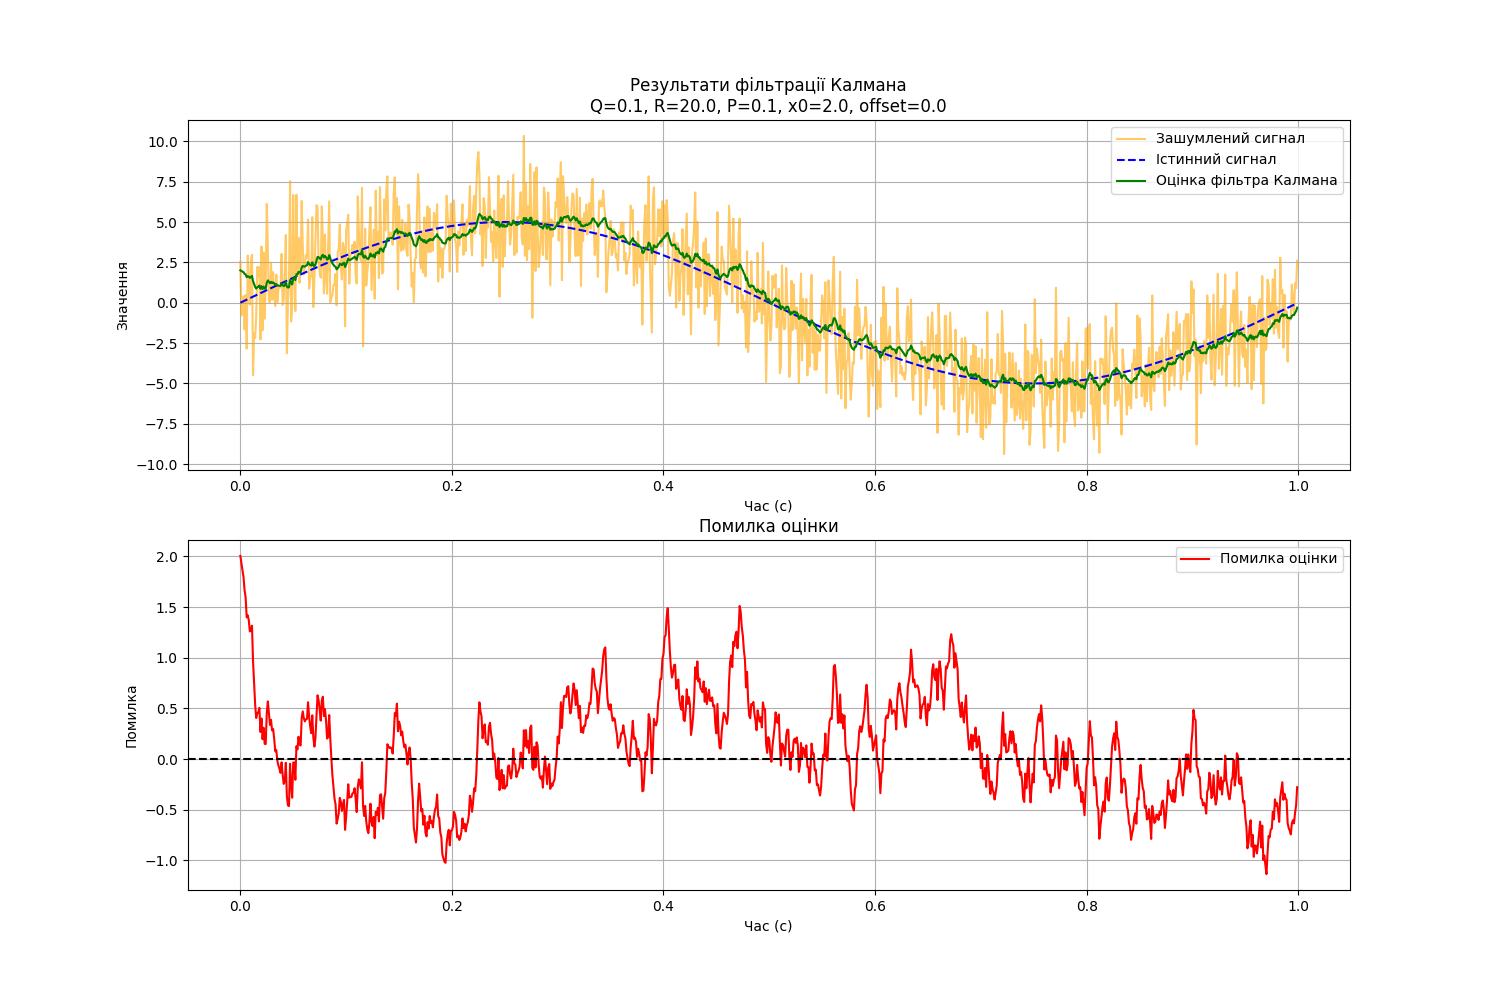 Результати фільтрації Калмана
Q=0.1, R=20.0, P=0.1, x0=2.0, offset=0.0
Зашумлений сигнал
Істинний сигнал
Оцінка фільтра Калмана
Значення
10.0
7.5
5.0
2.5
0.0
−2.5
−5.0
−7.5
−10.0
0.0 0.2 0.4 0.6 0.8 1.0
Час (с)
Помилка оцінки
Помилка оцінки
Помилка
2.0
1.5
1.0
0.5
0.0
−0.5
−1.0
0.0 0.2 0.4 0.6 0.8 1.0
Час (с)